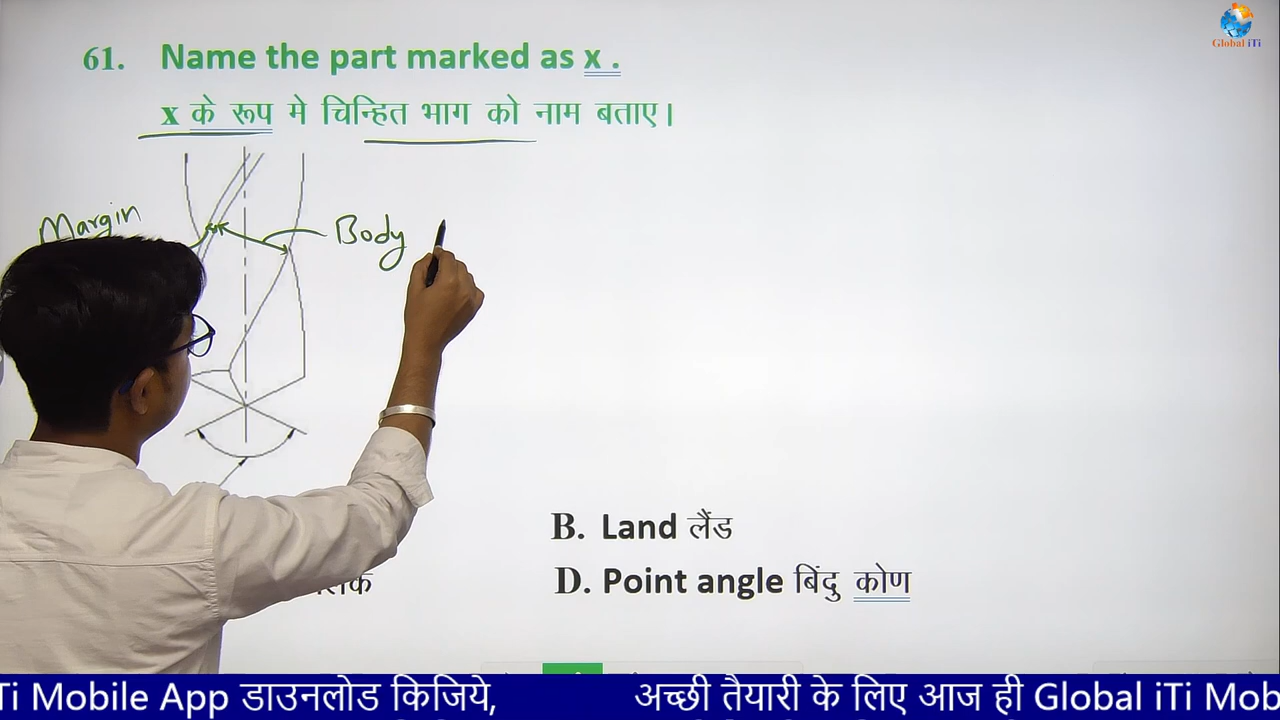 Global iTi
61. Name the part marked as x .
x के रूप मे चिन्हित भाग को नाम बताए।
Margin
Body
B. Land लैंड
D. Point angle बिंदु कोण
Ti Mobile App डाउनलोड किजिये, अच्छी तैयारी के लिए आज ही Global iTi Mob